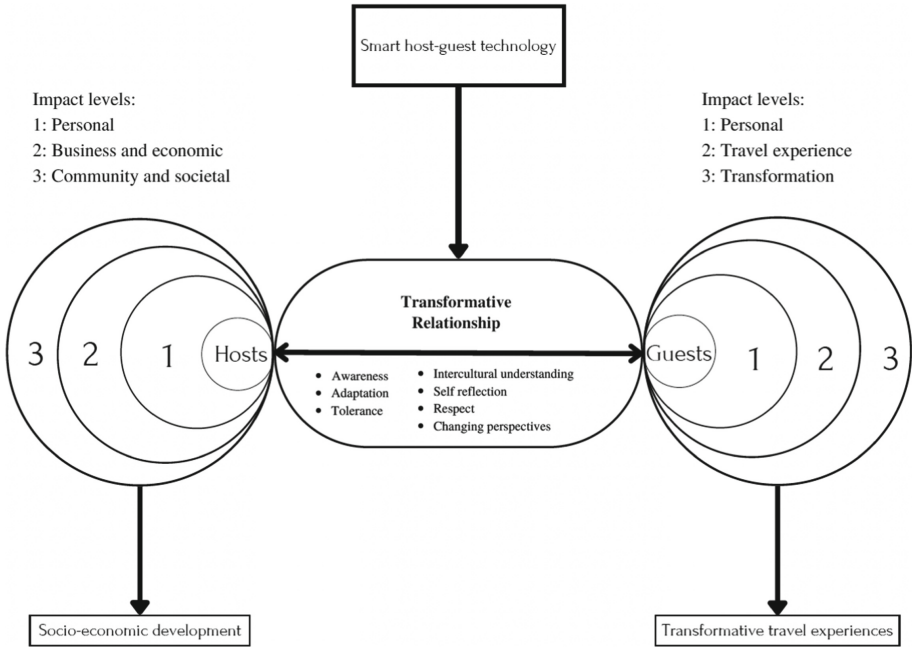 Smart host-guest technology
Impact levels:
1: Personal
2: Business and economic
3: Community and societal
Impact levels:
1: Personal
2: Travel experience
3: Transformation
Transformative
Relationship
3 2 1 Hosts
Guests 1 2 3
• Awareness
• Adaptation
• Tolerance
• Intercultural understanding
• Self reflection
• Respect
• Changing perspectives
Socio-economic development
Transformative travel experiences